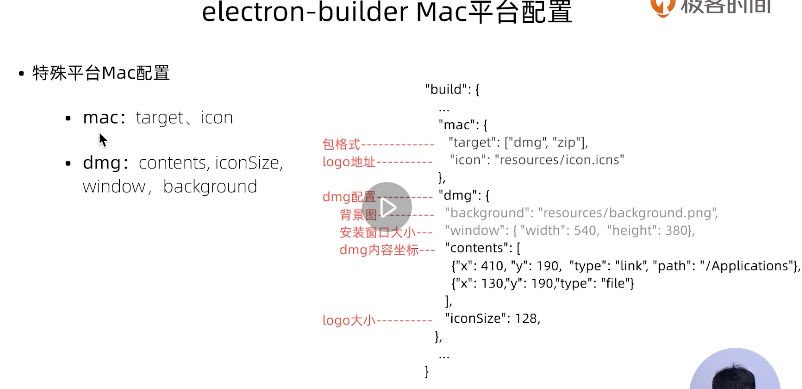 electron-builder Mac平台配置
极客时间
• 特殊平台Mac配置
• mac：target、icon
• dmg：contents, iconSize,
window，background
"build": {
...
"mac": {
包格式------------- "target": ["dmg", "zip"],
logo地址---------- "icon": "resources/icon.icns"
},
dmg配置---------- "dmg": {
背景图----------- "background": "resources/background.png",
安装窗口大小--- "window": { "width": 540, "height": 380},
dmg内容坐标--- "contents": [
{"x": 410, "y": 190, "type": "link", "path": "/Applications"},
{"x": 130,"y": 190,"type": "file"}
],
logo大小---------- "iconSize": 128,
},
...
}